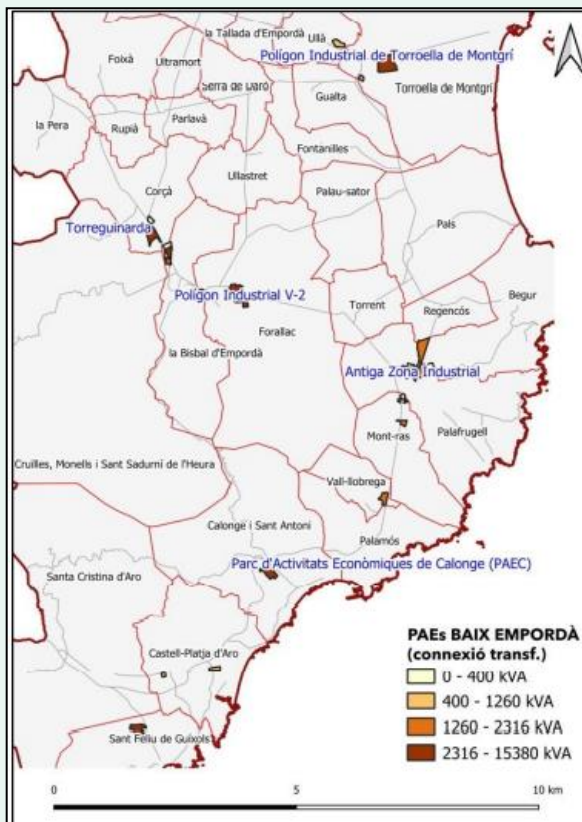 la Tallada d'Empordà
Ullà
Polígon Industrial de Torroella de Montgrí
Foixà
Ultramort
Serra de Daró
Gualta
Torroella de Montgrí
la Pera
Rupià
Parlavà
Fontanilles
Ullastret
Palau-sator
Corçà
Pals
Torreguinarda
Polígon Industrial V-2
Torrent
Regencós
Begur
Forallac
la Bisbal d'Empordà
Antiga Zona Industrial
Mont-ras
Palafrugell
Cruïlles, Monells i Sant Sadurní de l'Heura
Vall-llobrega
Calonge i Sant Antoni
Palamós
Parc d'Activitats Econòmiques de Calonge (PAEC)
Santa Cristina d'Aro
Castell-Platja d'Aro
Sant Feliu de Guíxols
PAEs BAIX EMPORDÀ
(connexió transf.)
0 - 400 kVA
400 - 1260 kVA
1260 - 2316 kVA
2316 - 15380 kVA
0 5 10 km